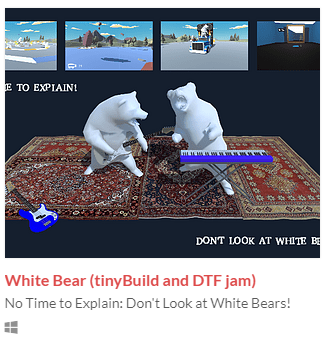 E TO EXPLAIN!
DON'T LOOK AT WHITE BE
White Bear (tinyBuild and DTF jam)
No Time to Explain: Don't Look at White Bears!